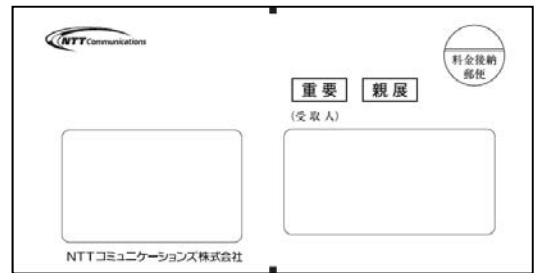 NTT Communications
料金後納
郵便
重要 親展
(受取人)
NTTコミュニケーションズ株式会社